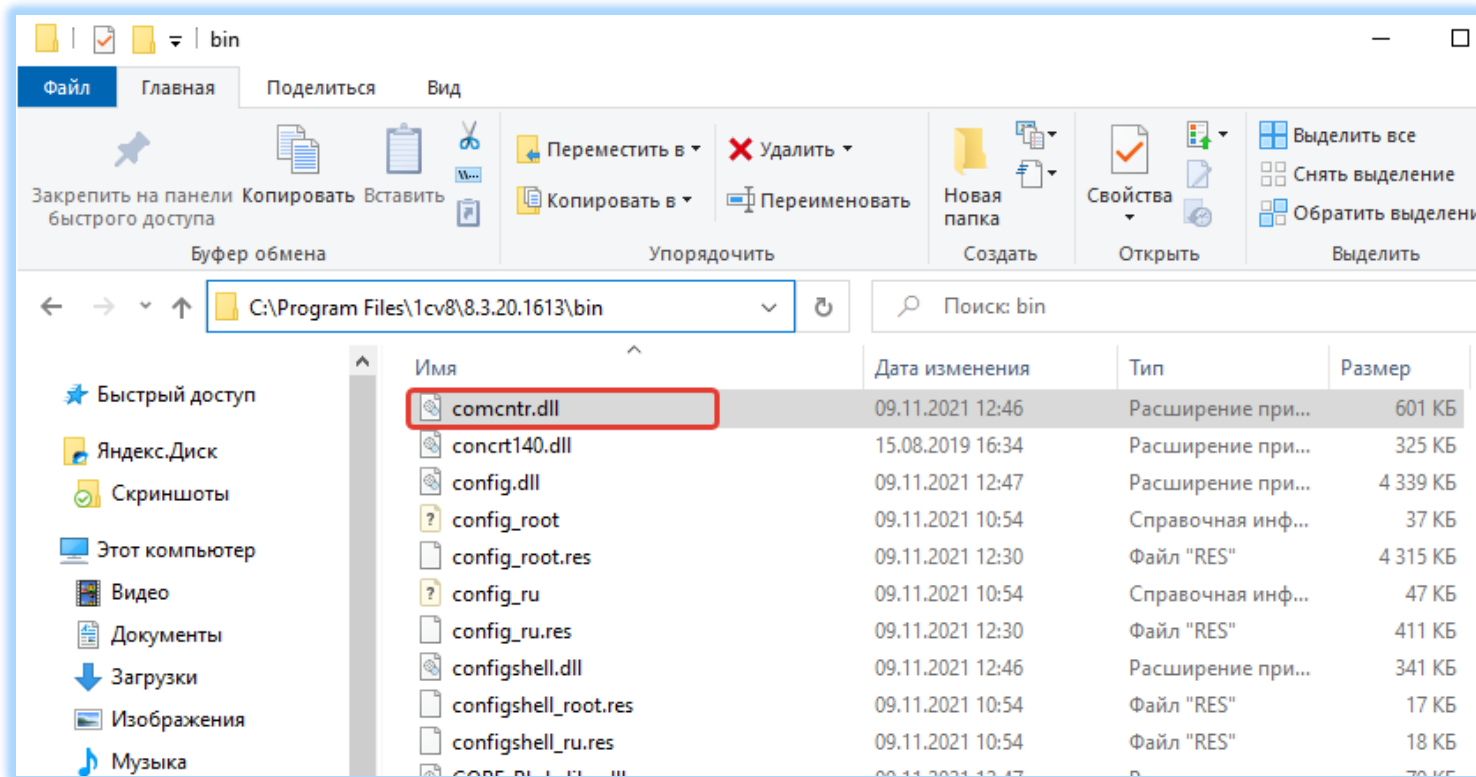 bin
Файл Главная Поделиться Вид
Закрепить на панели быстрого доступа
Копировать
Вставить
Буфер обмена
Переместить в
Копировать в
Удалить
Переименовать
Упорядочить
Новая папка
Создать
Свойства
Открыть
Выделить все
Снять выделение
Обратить выделени
Выделить
C:\Program Files\1cv8\8.3.20.1613\bin
Поиск: bin
Быстрый доступ
Яндекс.Диск
Скриншоты
Этот компьютер
Видео
Документы
Загрузки
Изображения
Музыка
Имя Дата изменения Тип Размер
comcntr.dll 09.11.2021 12:46 Расширение при... 601 КБ
concrt140.dll 15.08.2019 16:34 Расширение при... 325 КБ
config.dll 09.11.2021 12:47 Расширение при... 4 339 КБ
config_root 09.11.2021 10:54 Справочная инф... 37 КБ
config_root.res 09.11.2021 12:30 Файл "RES" 4 315 КБ
config_ru 09.11.2021 10:54 Справочная инф... 47 КБ
config_ru.res 09.11.2021 12:30 Файл "RES" 411 КБ
configshell.dll 09.11.2021 12:46 Расширение при... 341 КБ
configshell_root.res 09.11.2021 10:54 Файл "RES" 17 КБ
configshell_ru.res 09.11.2021 10:54 Файл "RES" 18 КБ